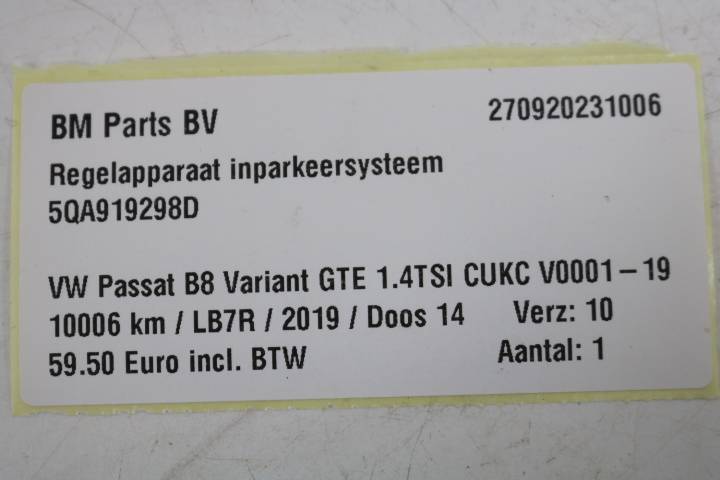 BM Parts BV 270920231006
Regelapparaat inparkeersysteem
5QA919298D
VW Passat B8 Variant GTE 1.4TSI CUKC V0001-19
10006 km / LB7R / 2019 / Doos 14 Verz: 10
59.50 Euro incl. BTW Aantal: 1